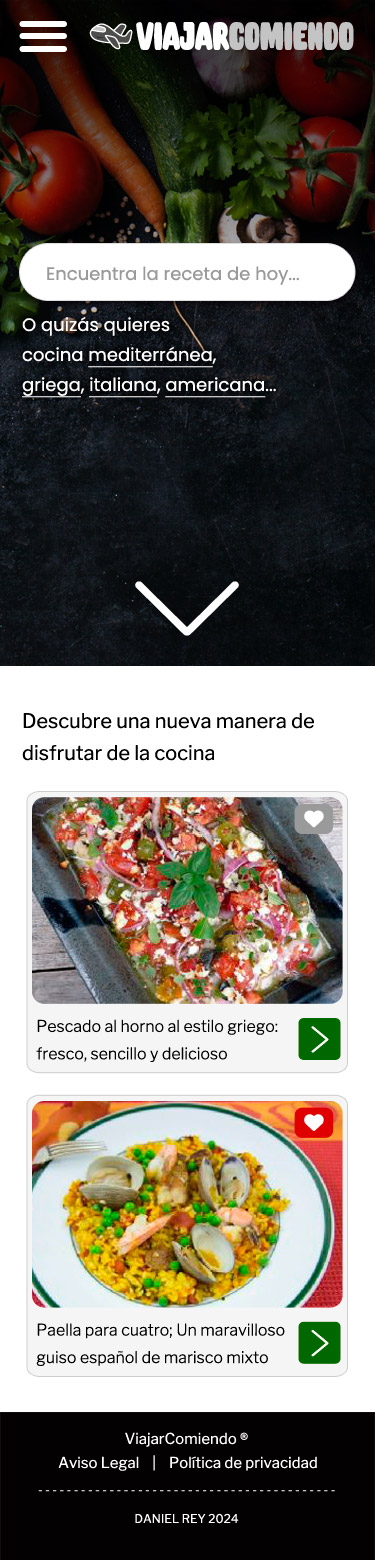 VIAJARCOMIENDO
Encuentra la receta de hoy...
O quizás quieres
cocina mediterránea,
griega, italiana, americana...
Descubre una nueva manera de
disfrutar de la cocina
Pescado al horno al estilo griego:
fresco, sencillo y delicioso
Paella para cuatro; Un maravilloso
guiso español de marisco mixto
ViajarComiendo ®
Aviso Legal | Política de privacidad
DANIEL REY 2024